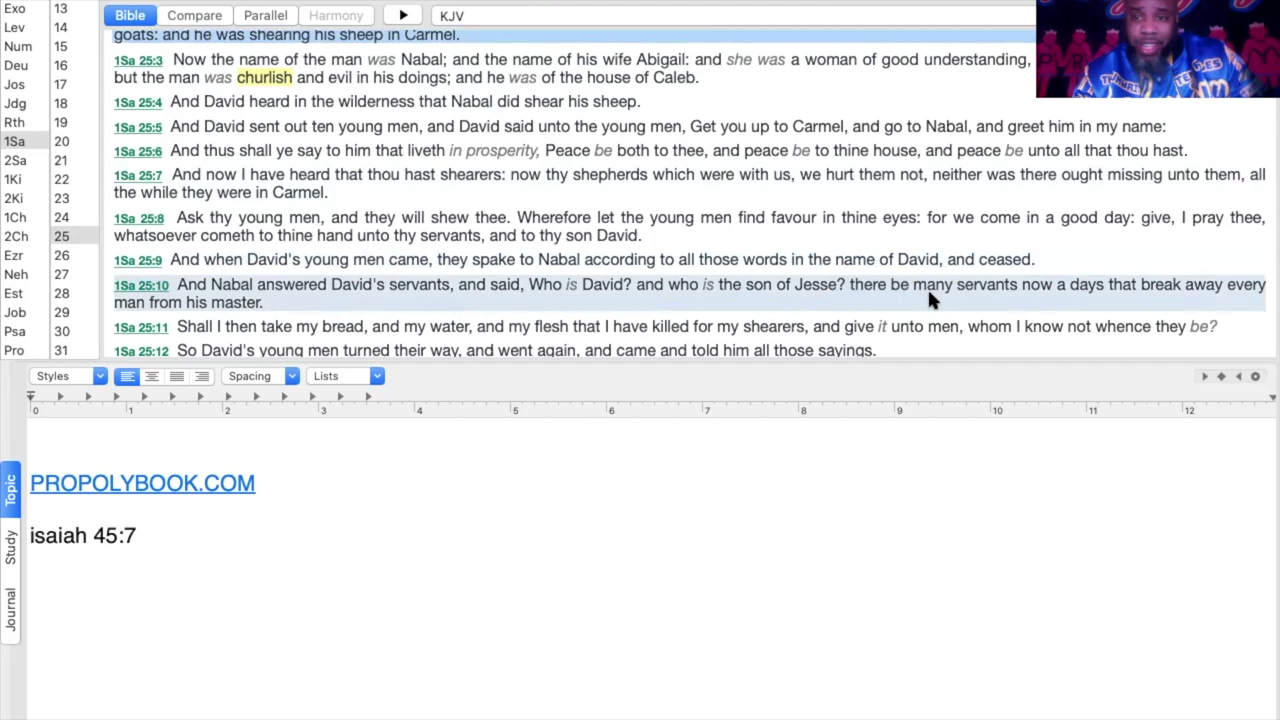 Exo 13
Lev 14
Num 15
Deu 16
Jos 17
Jdg 18
Rth 19
1Sa 20
2Sa 21
1Ki 22
2Ki 23
1Ch 24
2Ch 25
Ezr 26
Neh 27
Est 28
Job 29
Psa 30
Pro 31
Bible Compare Parallel Harmony KJV
goats: and he was shearing his sheep in Carmel.
1Sa 25:3 Now the name of the man was Nabal; and the name of his wife Abigail: and she was a woman of good understanding,
but the man was churlish and evil in his doings; and he was of the house of Caleb.
1Sa 25:4 And David heard in the wilderness that Nabal did shear his sheep.
1Sa 25:5 And David sent out ten young men, and David said unto the young men, Get you up to Carmel, and go to Nabal, and greet him in my name:
1Sa 25:6 And thus shall ye say to him that liveth in prosperity, Peace be both to thee, and peace be to thine house, and peace be unto all that thou hast.
1Sa 25:7 And now I have heard that thou hast shearers: now thy shepherds which were with us, we hurt them not, neither was there ought missing unto them, all
the while they were in Carmel.
1Sa 25:8 Ask thy young men, and they will shew thee. Wherefore let the young men find favour in thine eyes: for we come in a good day: give, I pray thee,
whatsoever cometh to thine hand unto thy servants, and to thy son David.
1Sa 25:9 And when David's young men came, they spake to Nabal according to all those words in the name of David, and ceased.
1Sa 25:10 And Nabal answered David's servants, and said, Who is David? and who is the son of Jesse? there be many servants now a days that break away every
man from his master.
1Sa 25:11 Shall I then take my bread, and my water, and my flesh that I have killed for my shearers, and give it unto men, whom I know not whence they be?
1Sa 25:12 So David's young men turned their way, and went again, and came and told him all those sayings.
Styles Spacing Lists
0 1 2 3 4 5 6 7 8 9 10 11 12
Topic
Study
Journal
PROPOLYBOOK.COM
isaiah 45:7